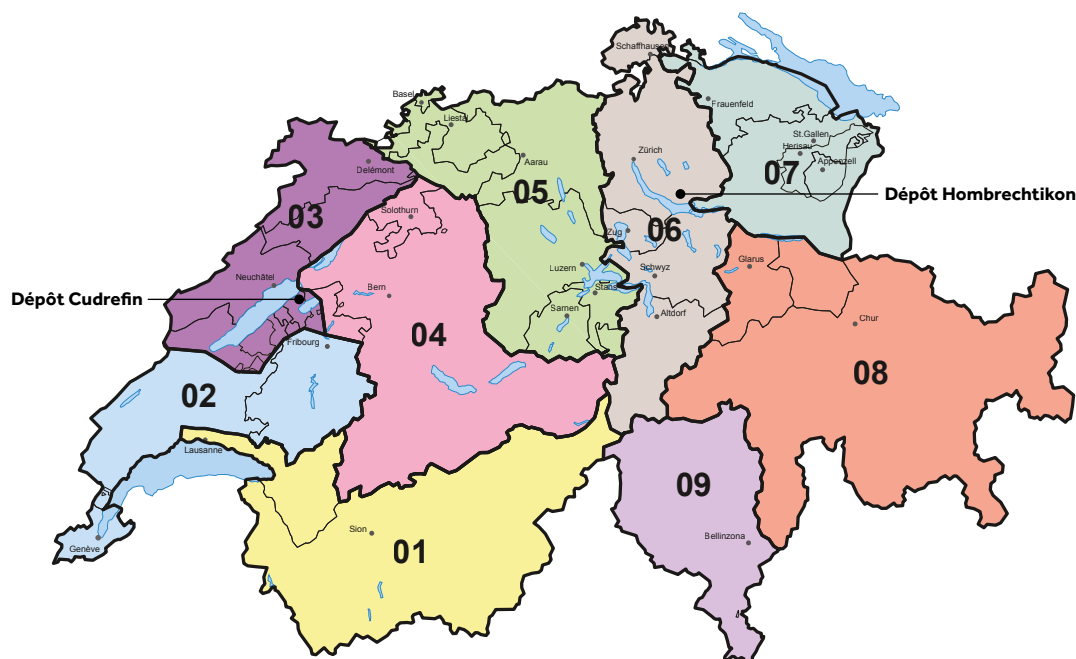 Schaffhausen
Basel
Frauenfeld
Liestal
St.Gallen
Herisau
Zürich
Aarau
Appenzell
Delémont
07
05
Dépôt Hombrechtikon
03
Solothurn
Zug
06
Glarus
Luzern
Schwyz
Neuchâtel
Stans
Bern
Dépôt Cudrefin
Sarnen
Altdorf
Chur
04
Fribourg
08
02
Lausanne
09
Sion
01
Bellinzona
Genève